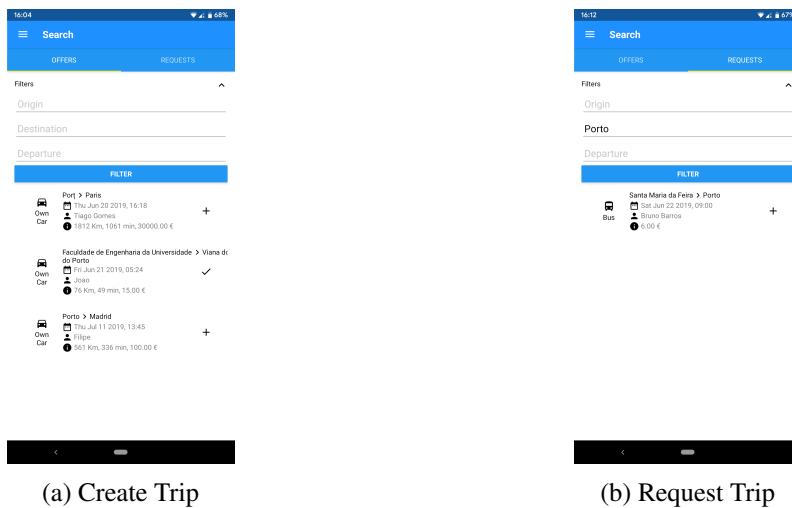 16:04
68%
Search
OFFERS
REQUESTS
Filters
Origin
Destination
Departure
FILTER
Own
Car
Porț > Paris
Thu Jun 20 2019, 16:18
Tiago Gomes
1812 Km, 1061 min, 30000.00 €
Own
Car
Faculdade de Engenharia da Universidade > Viana do
do Porto
Fri Jun 21 2019, 05:24
Joao
76 Km, 49 min, 15.00 €
Own
Car
Porto > Madrid
Thu Jul 11 2019, 13:45
Filipe
561 Km, 336 min, 100.00 €
(a) Create Trip
16:12
67%
Search
OFFERS
REQUESTS
Filters
Origin
Porto
Departure
FILTER
Bus
Santa Maria da Feira > Porto
Sat Jun 22 2019, 09:00
Bruno Barros
6.00 €
(b) Request Trip